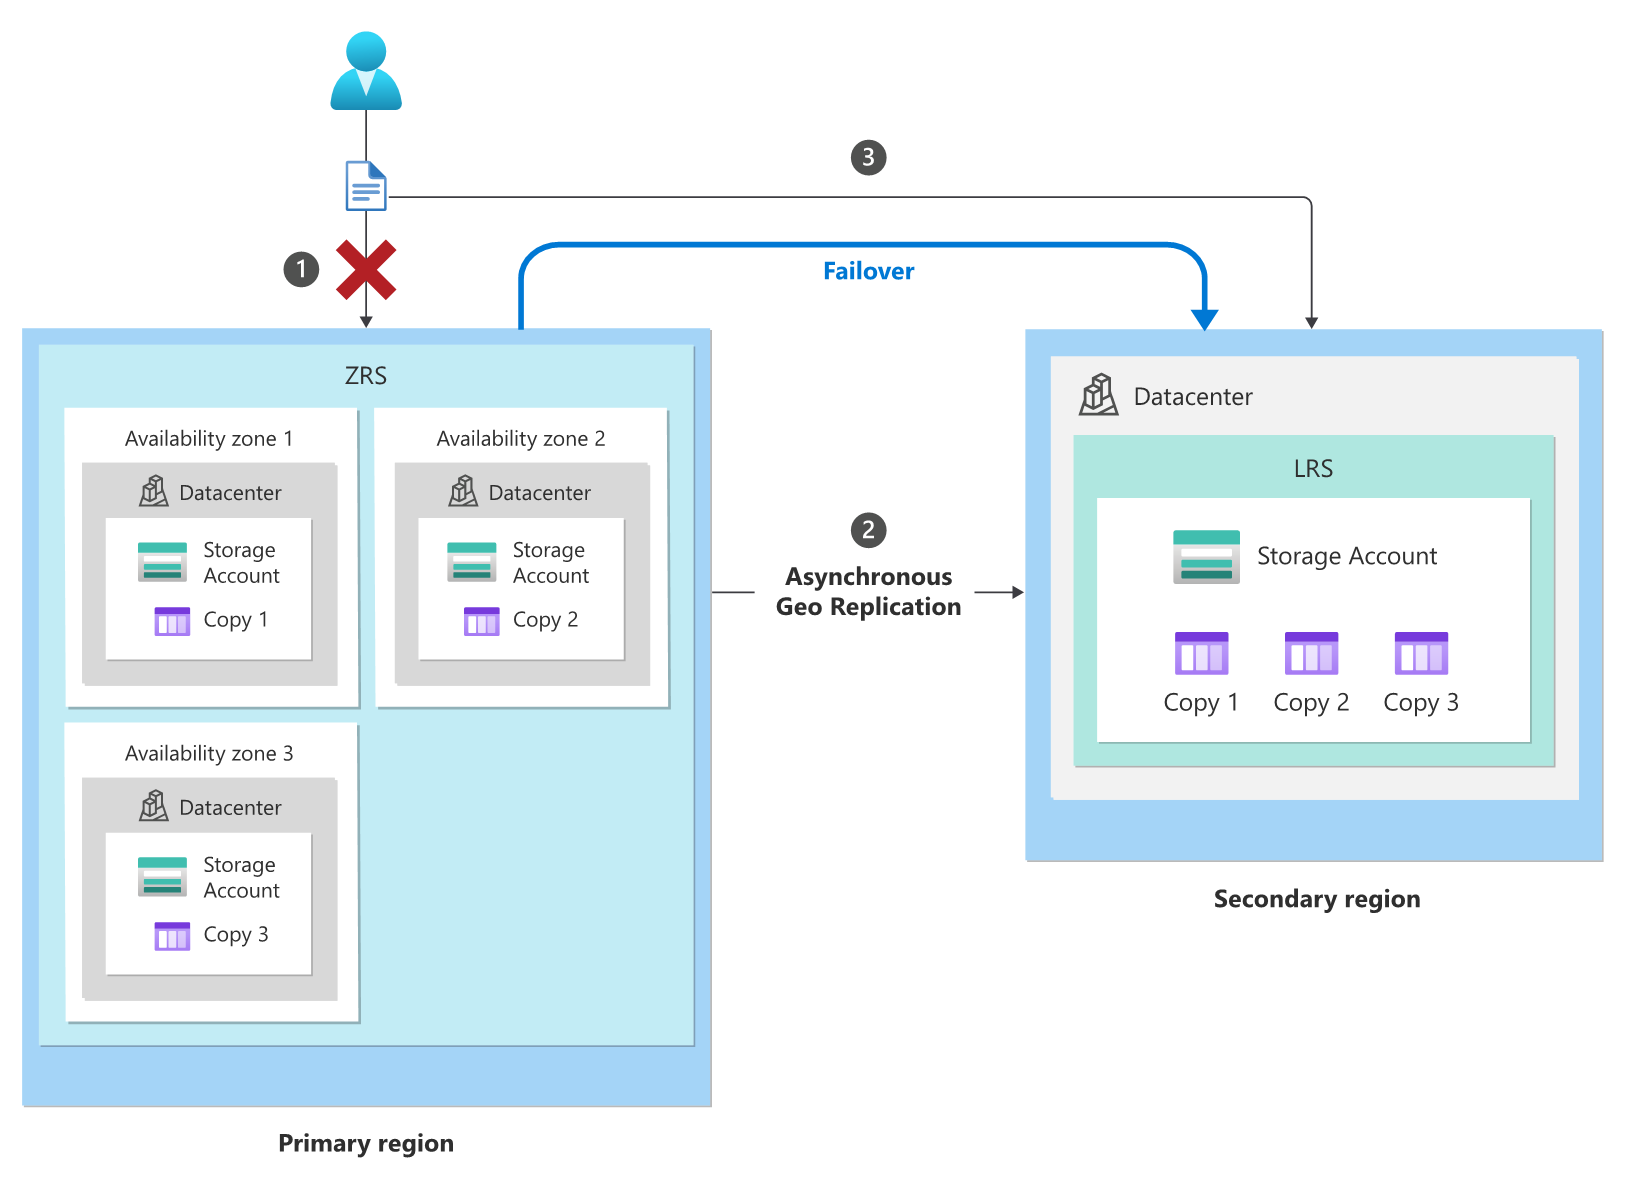 3
1
Failover
ZRS
Availability zone 1
Datacenter
Storage
Account
Copy 1
Availability zone 2
Datacenter
Storage
Account
Copy 2
Availability zone 3
Datacenter
Storage
Account
Copy 3
Primary region
2
Asynchronous
Geo Replication
Datacenter
LRS
Storage Account
Copy 1
Copy 2
Copy 3
Secondary region